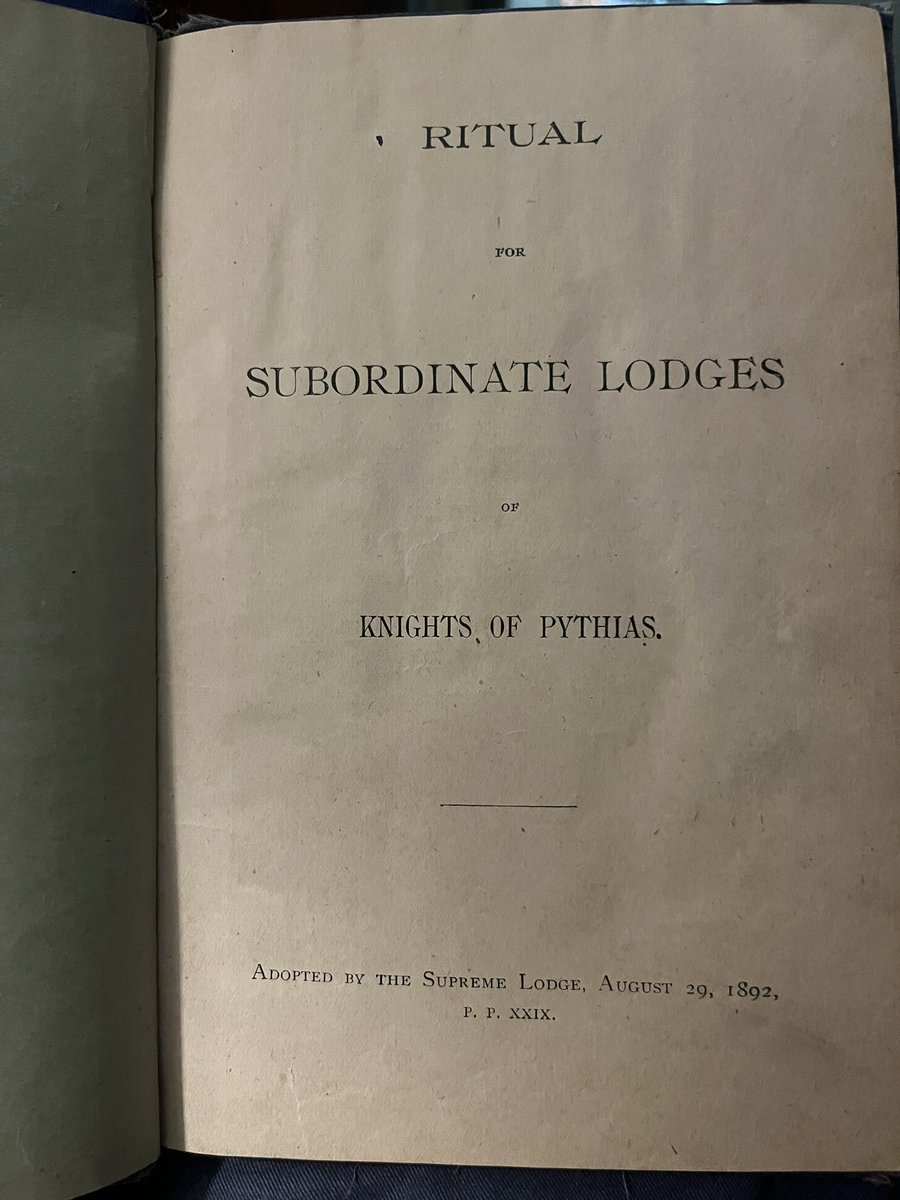 RITUAL
FOR
SUBORDINATE LODGES
OF
KNIGHTS OF PYTHIAS.
ADOPTED BY THE SUPREME LODGE, AUGUST 29, 1892,
P. P. XXIX.